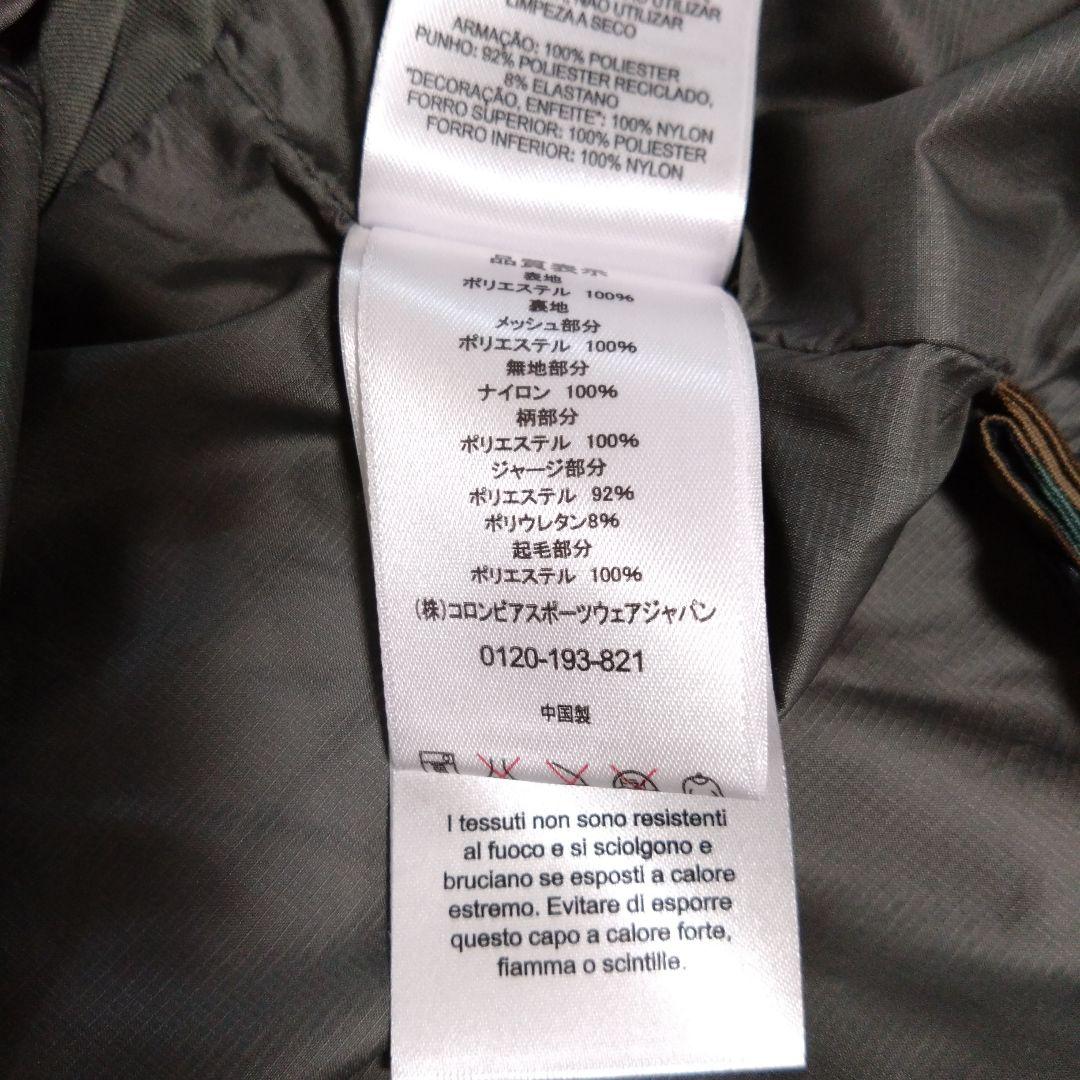 NÃO UTILIZAR
LIMPEZA A SECO
ARMAÇÃO: 100% POLIESTER
PUNHO: 92% POLIESTER RECICLADO,
8% ELASTANO
"DECORAÇÃO, ENFEITE": 100% NYLON
FORRO SUPERIOR: 100% POLIESTER
FORRO INFERIOR: 100% NYLON
品質表示
表地
ポリエステル 100%
裏地
メッシュ部分
ポリエステル 100%
無地部分
ナイロン 100%
柄部分
ポリエステル 100%
ジャージ部分
ポリエステル 92%
ポリウレタン8%
起毛部分
ポリエステル 100%
(株)コロンビアスポーツウェアジャパン
0120-193-821
中国製
I tessuti non sono resistenti
al fuoco e si sciolgono e
bruciano se esposti a calore
estremo. Evitare di esporre
questo capo a calore forte,
fiamma o scintille.